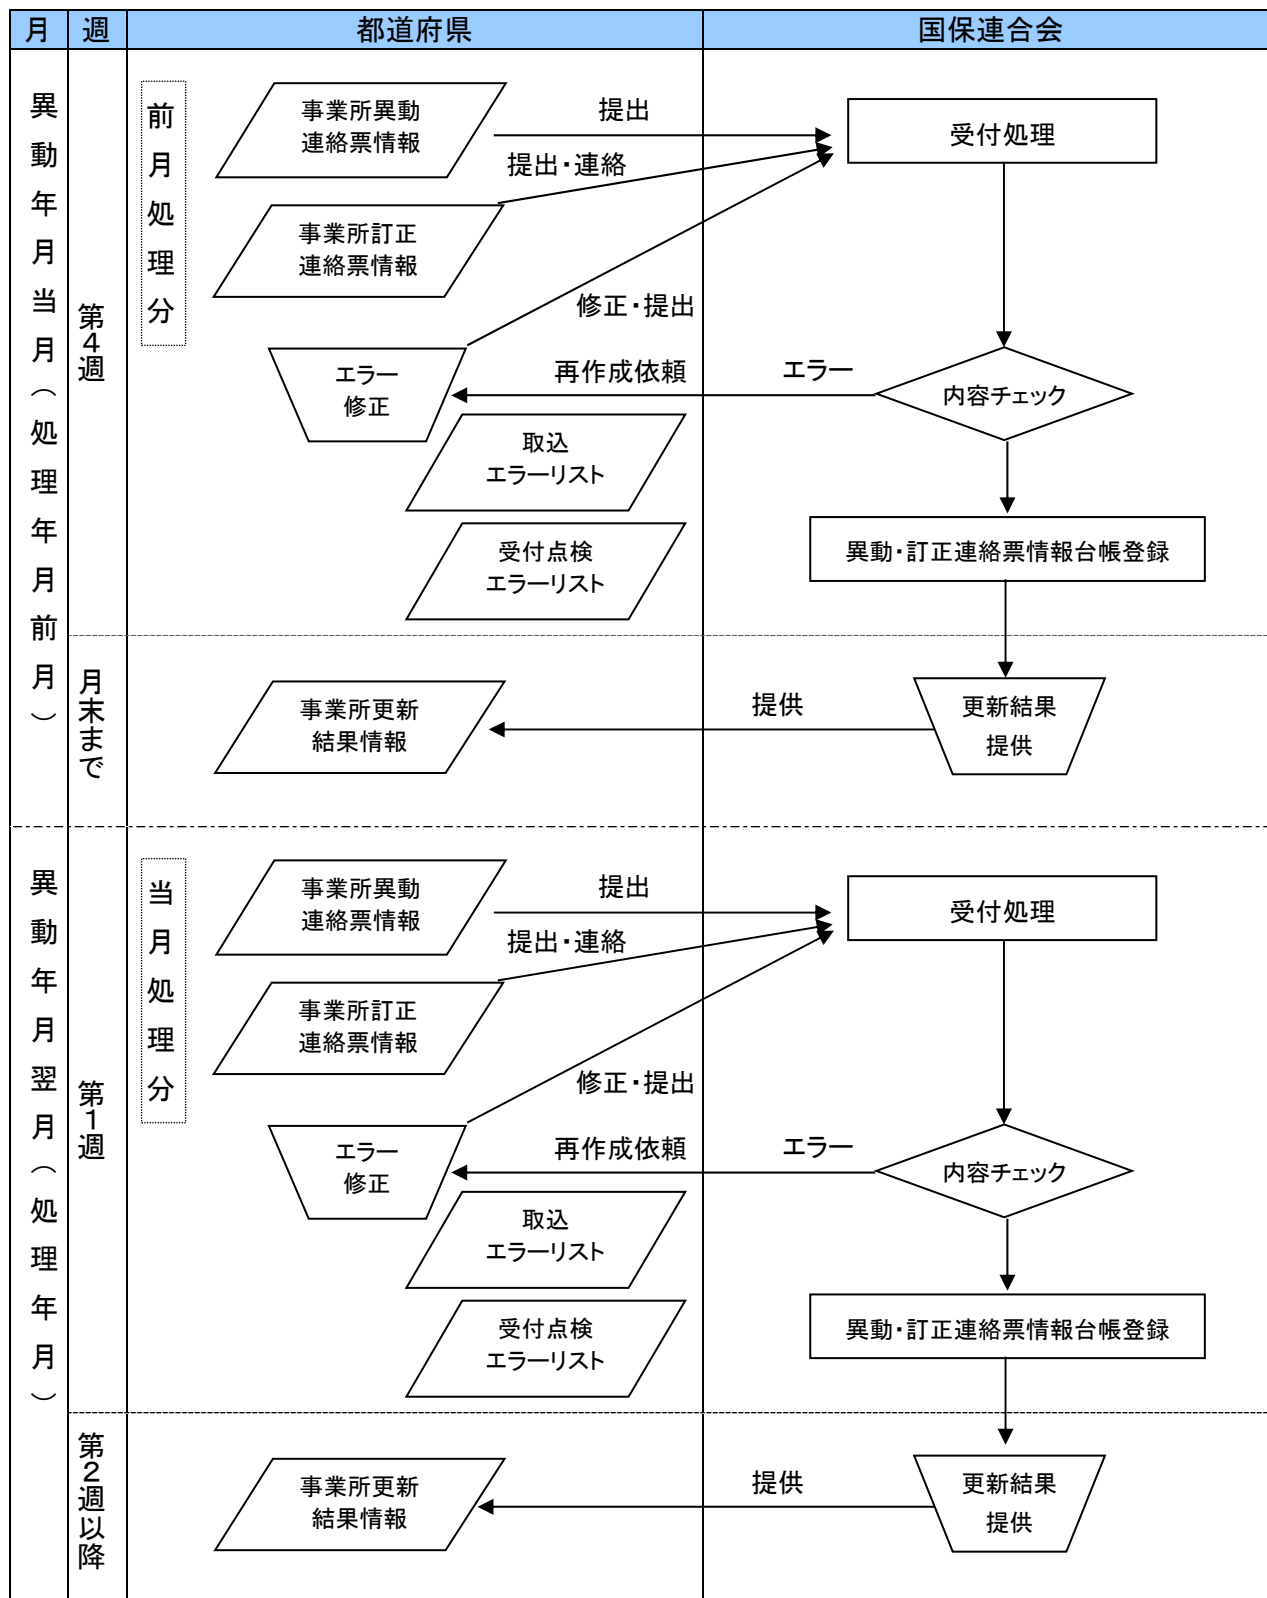 月 週 都道府県 国保連合会
異動年月当月（処理年月前月）
第4週
前月処理分
事業所異動
連絡票情報
提出
受付処理
提出・連絡
事業所訂正
連絡票情報
修正・提出
エラー
修正
再作成依頼
エラー
内容チェック
取込
エラーリスト
受付点検
エラーリスト
異動・訂正連絡票情報台帳登録
月末まで
事業所更新
結果情報
提供
更新結果
提供
異動年月翌月（処理年月）
第1週
当月処理分
事業所異動
連絡票情報
提出
受付処理
提出・連絡
事業所訂正
連絡票情報
修正・提出
エラー
修正
再作成依頼
エラー
内容チェック
取込
エラーリスト
受付点検
エラーリスト
異動・訂正連絡票情報台帳登録
第2週以降
事業所更新
結果情報
提供
更新結果
提供